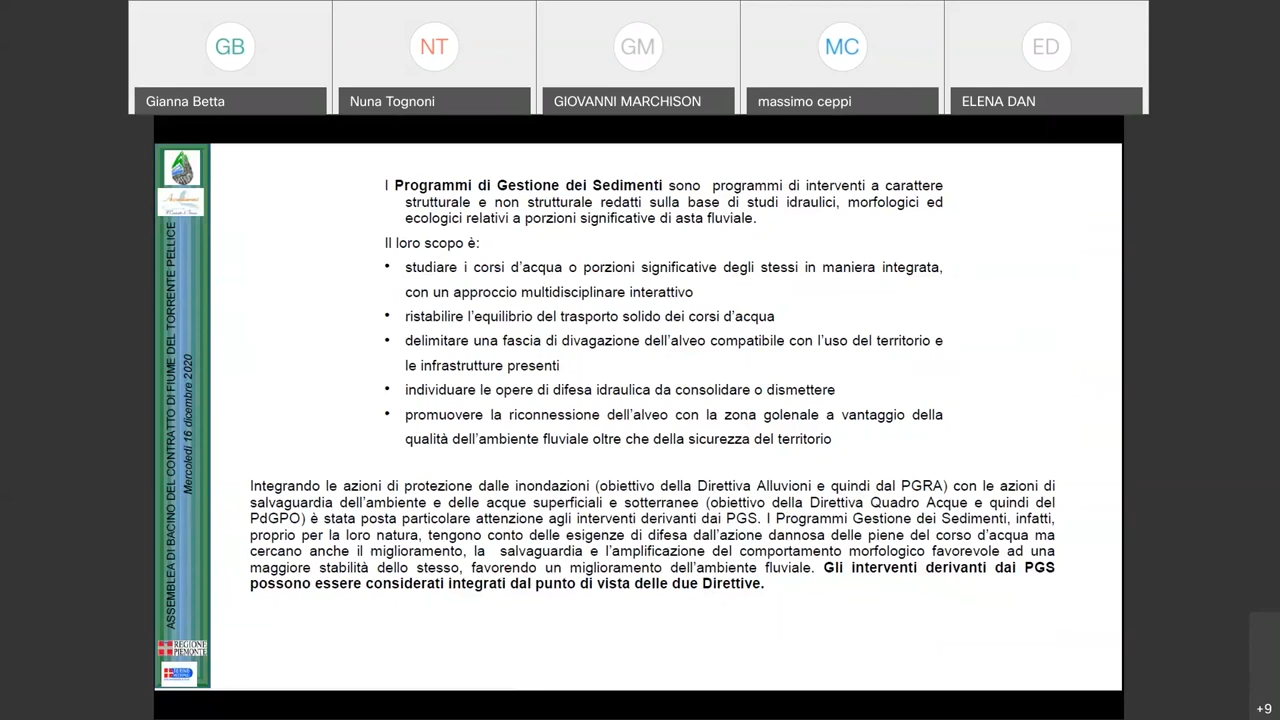 GB
NT
GM
MC
ED
Gianna Betta
Nuna Tognoni
GIOVANNI MARCHISON
massimo ceppi
ELENA DAN
ASSEMBLEA DI BACINO DEL CONTRATTO DI FIUME DEL TORRENTE PELLICE
Mercoledì 16 dicembre 2020
I Programmi di Gestione dei Sedimenti sono programmi di interventi a carattere
strutturale e non strutturale redatti sulla base di studi idraulici, morfologici ed
ecologici relativi a porzioni significative di asta fluviale.
Il loro scopo è:
• studiare i corsi d'acqua o porzioni significative degli stessi in maniera integrata,
con un approccio multidisciplinare interattivo
• ristabilire l'equilibrio del trasporto solido dei corsi d'acqua
• delimitare una fascia di divagazione dell'alveo compatibile con l'uso del territorio e
le infrastrutture presenti
• individuare le opere di difesa idraulica da consolidare o dismettere
• promuovere la riconnessione dell'alveo con la zona golenale a vantaggio della
qualità dell'ambiente fluviale oltre che della sicurezza del territorio
Integrando le azioni di protezione dalle inondazioni (obiettivo della Direttiva Alluvioni e quindi dal PGRA) con le azioni di
salvaguardia dell'ambiente e delle acque superficiali e sotterranee (obiettivo della Direttiva Quadro Acque e quindi del
PdGPO) è stata posta particolare attenzione agli interventi derivanti dai PGS. I Programmi Gestione dei Sedimenti, infatti,
proprio per la loro natura, tengono conto delle esigenze di difesa dall'azione dannosa delle piene del corso d'acqua ma
cercano anche il miglioramento, la salvaguardia e l'amplificazione del comportamento morfologico favorevole ad una
maggiore stabilità dello stesso, favorendo un miglioramento dell'ambiente fluviale. Gli interventi derivanti dai PGS
possono essere considerati integrati dal punto di vista delle due Direttive.
REGIONE
PIEMONTE
+9